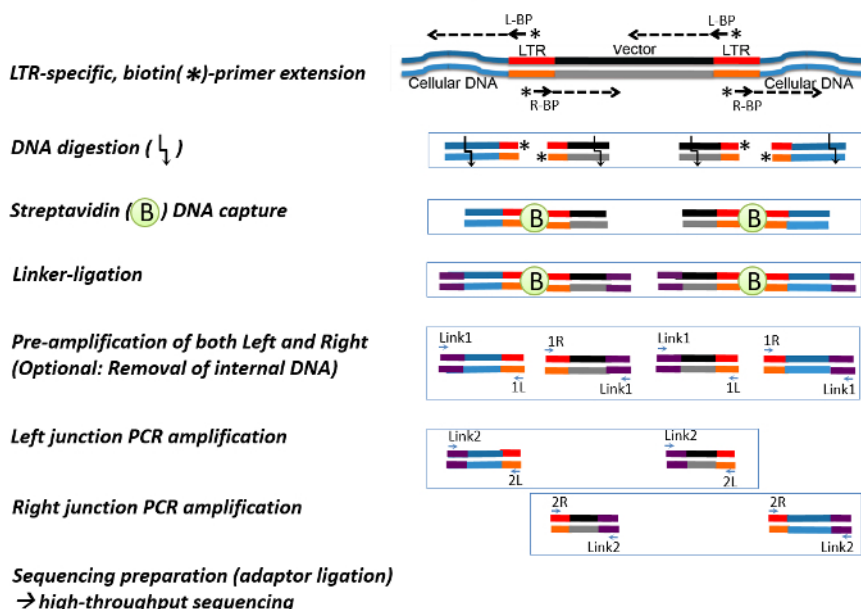 L-BP * L-BP *
LTR Vector LTR
LTR-specific, biotin(*)-primer extension
Cellular DNA Cellular DNA
* R-BP * R-BP
DNA digestion ( ) * * * *
Streptavidin (B) DNA capture B B
Linker-ligation B B
Pre-amplification of both Left and Right
(Optional: Removal of internal DNA)
Link1 1R Link1 1R
1L Link1 1L Link1
Left junction PCR amplification
Link2 Link2
2L 2L
Right junction PCR amplification
2R 2R
Link2 Link2
Sequencing preparation (adaptor ligation)
→ high-throughput sequencing